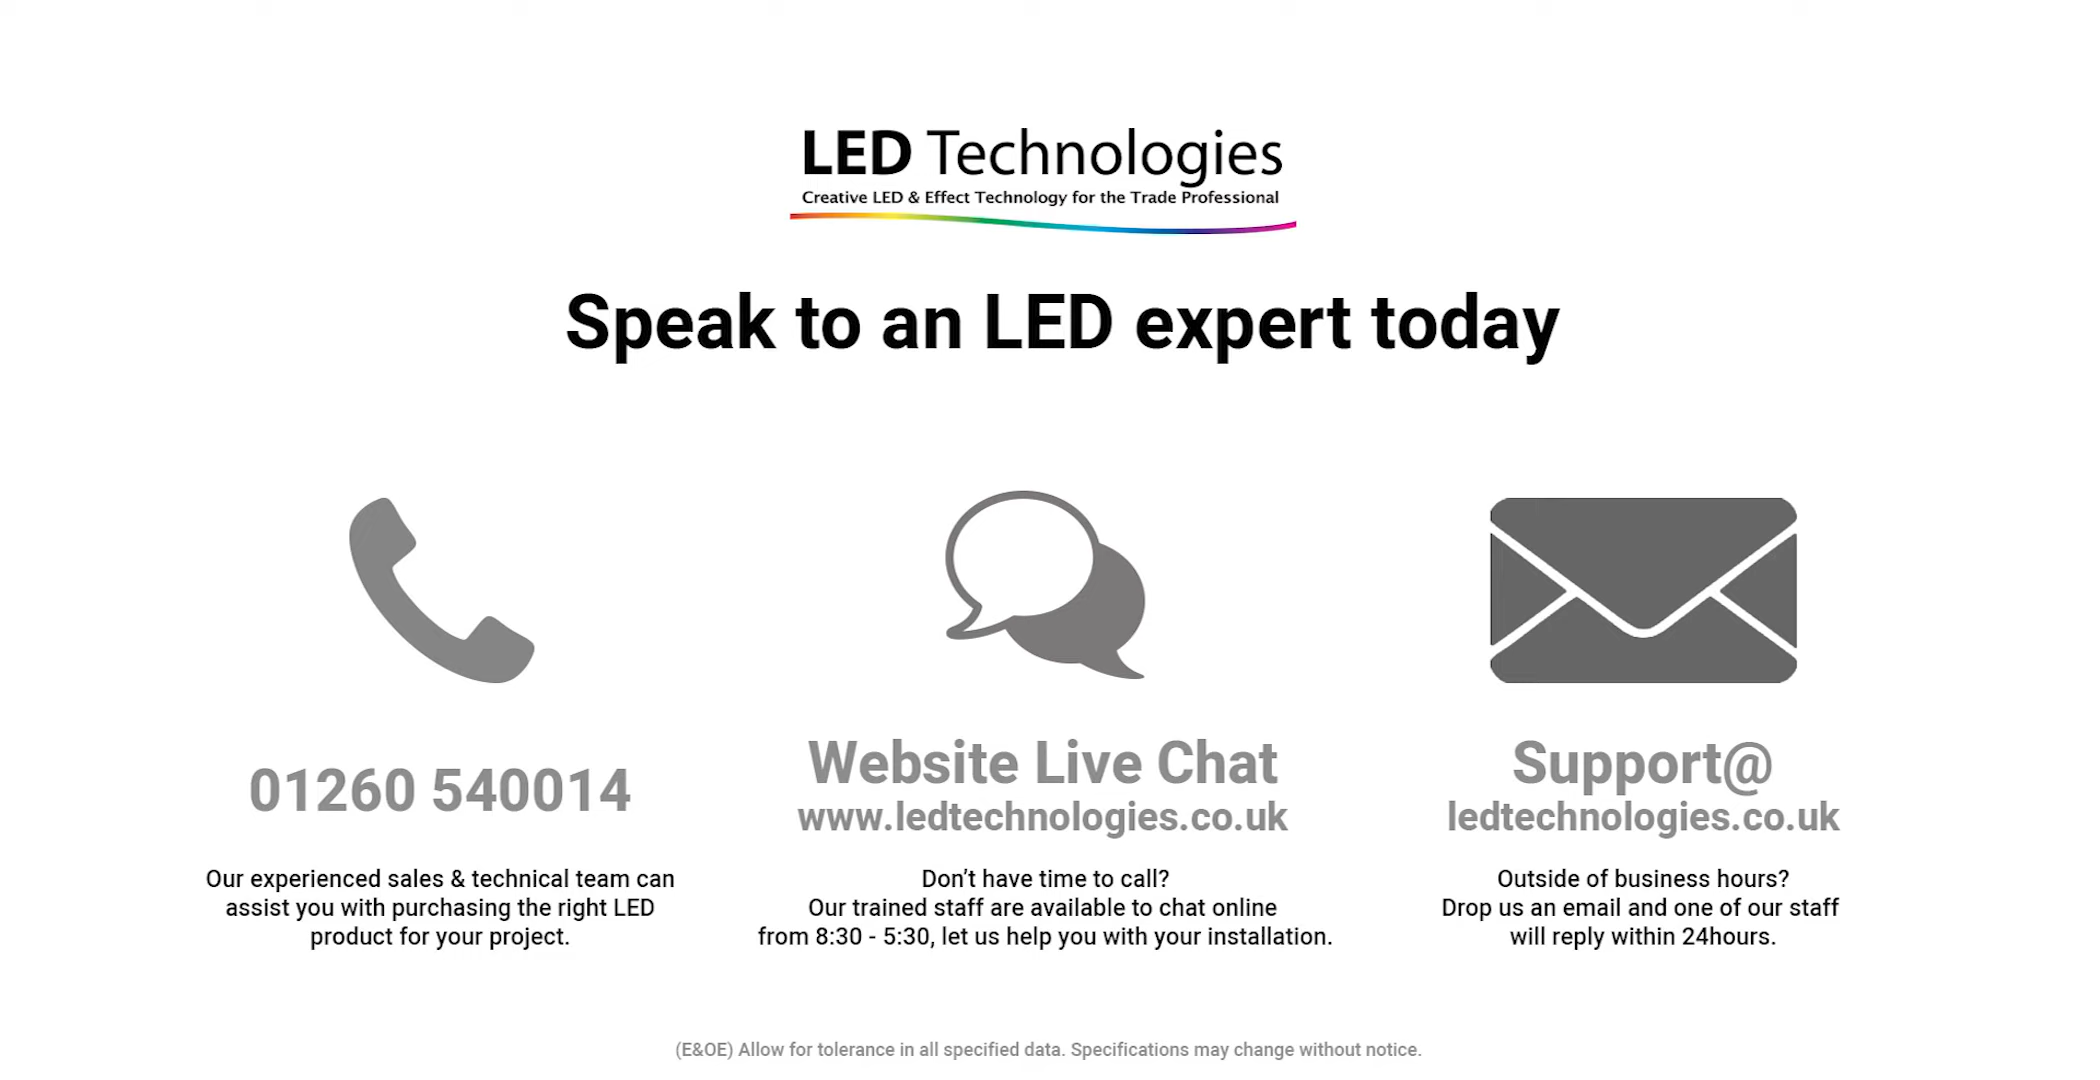 LED Technologies
Creative LED & Effect Technology for the Trade Professional
Speak to an LED expert today
01260 540014
Our experienced sales & technical team can
assist you with purchasing the right LED
product for your project.
Website Live Chat
www.ledtechnologies.co.uk
Don't have time to call?
Our trained staff are available to chat online
from 8:30 - 5:30, let us help you with your installation.
Support@
ledtechnologies.co.uk
Outside of business hours?
Drop us an email and one of our staff
will reply within 24hours.
(E&OE) Allow for tolerance in all specified data. Specifications may change without notice.